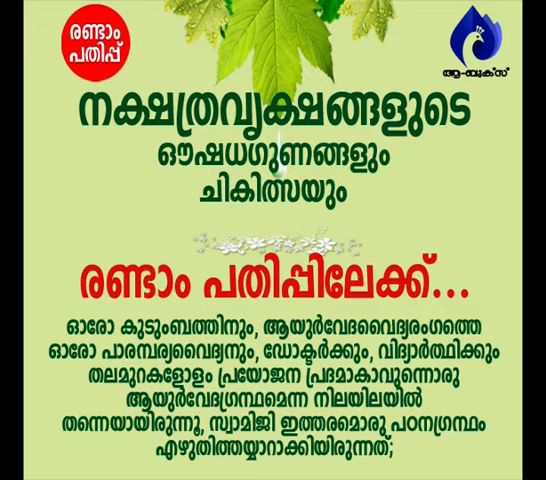 രണ്ടാം
പതിപ്പ്
ആ-ബുക്സ്
നക്ഷത്രവൃക്ഷങ്ങളുടെ
ഔഷധഗുണങ്ങളും
ചികിത്സയും
രണ്ടാം പതിപ്പിലേക്ക്...
ഓരോ കുടുംബത്തിനും, ആയുർവേദവൈദ്യരംഗത്തെ
ഓരോ പാരമ്പര്യവൈദ്യനും, ഡോക്ടർക്കും, വിദ്യാർത്ഥിക്കും
തലമുറകളോളം പ്രയോജന പ്രദമാകാവുന്നൊരു
ആയുർവേദഗ്രന്ഥമെന്ന നിലയിലയിൽ
തന്നെയായിരുന്നൂ, സ്വാമിജി ഇത്തരമൊരു പഠനഗ്രന്ഥം
എഴുതിത്തയ്യാറാക്കിയിരുന്നത്;